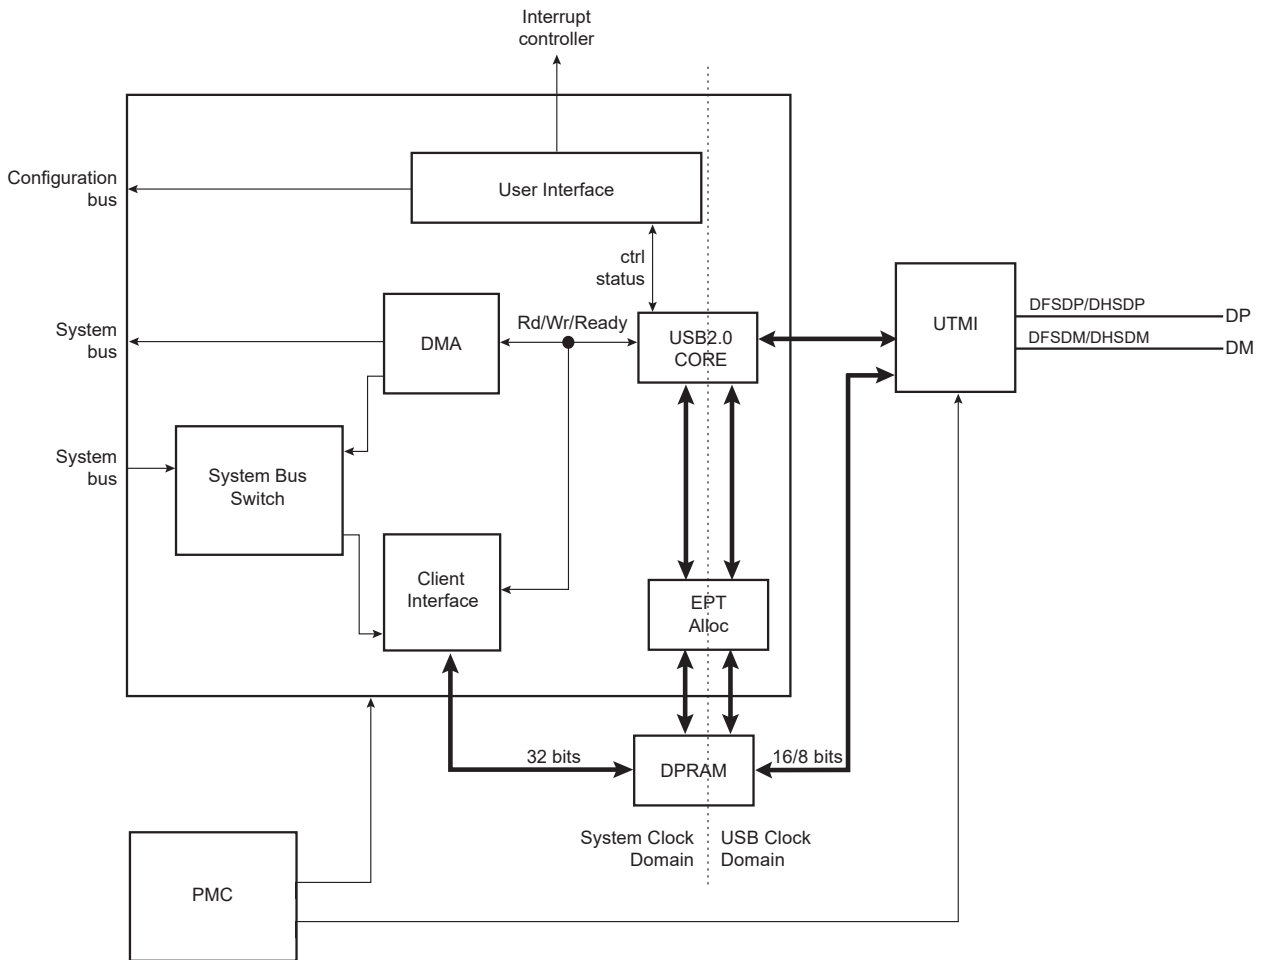 Interrupt
controller
Configuration
bus
User Interface
ctrl
status
System
bus
DMA
Rd/Wr/Ready
USB2.0
CORE
UTMI
DFSDP/DHSDP
DP
DFSDM/DHSDM
DM
System
bus
System Bus
Switch
Client
Interface
EPT
Alloc
32 bits
DPRAM
16/8 bits
System Clock
Domain
USB Clock
Domain
PMC